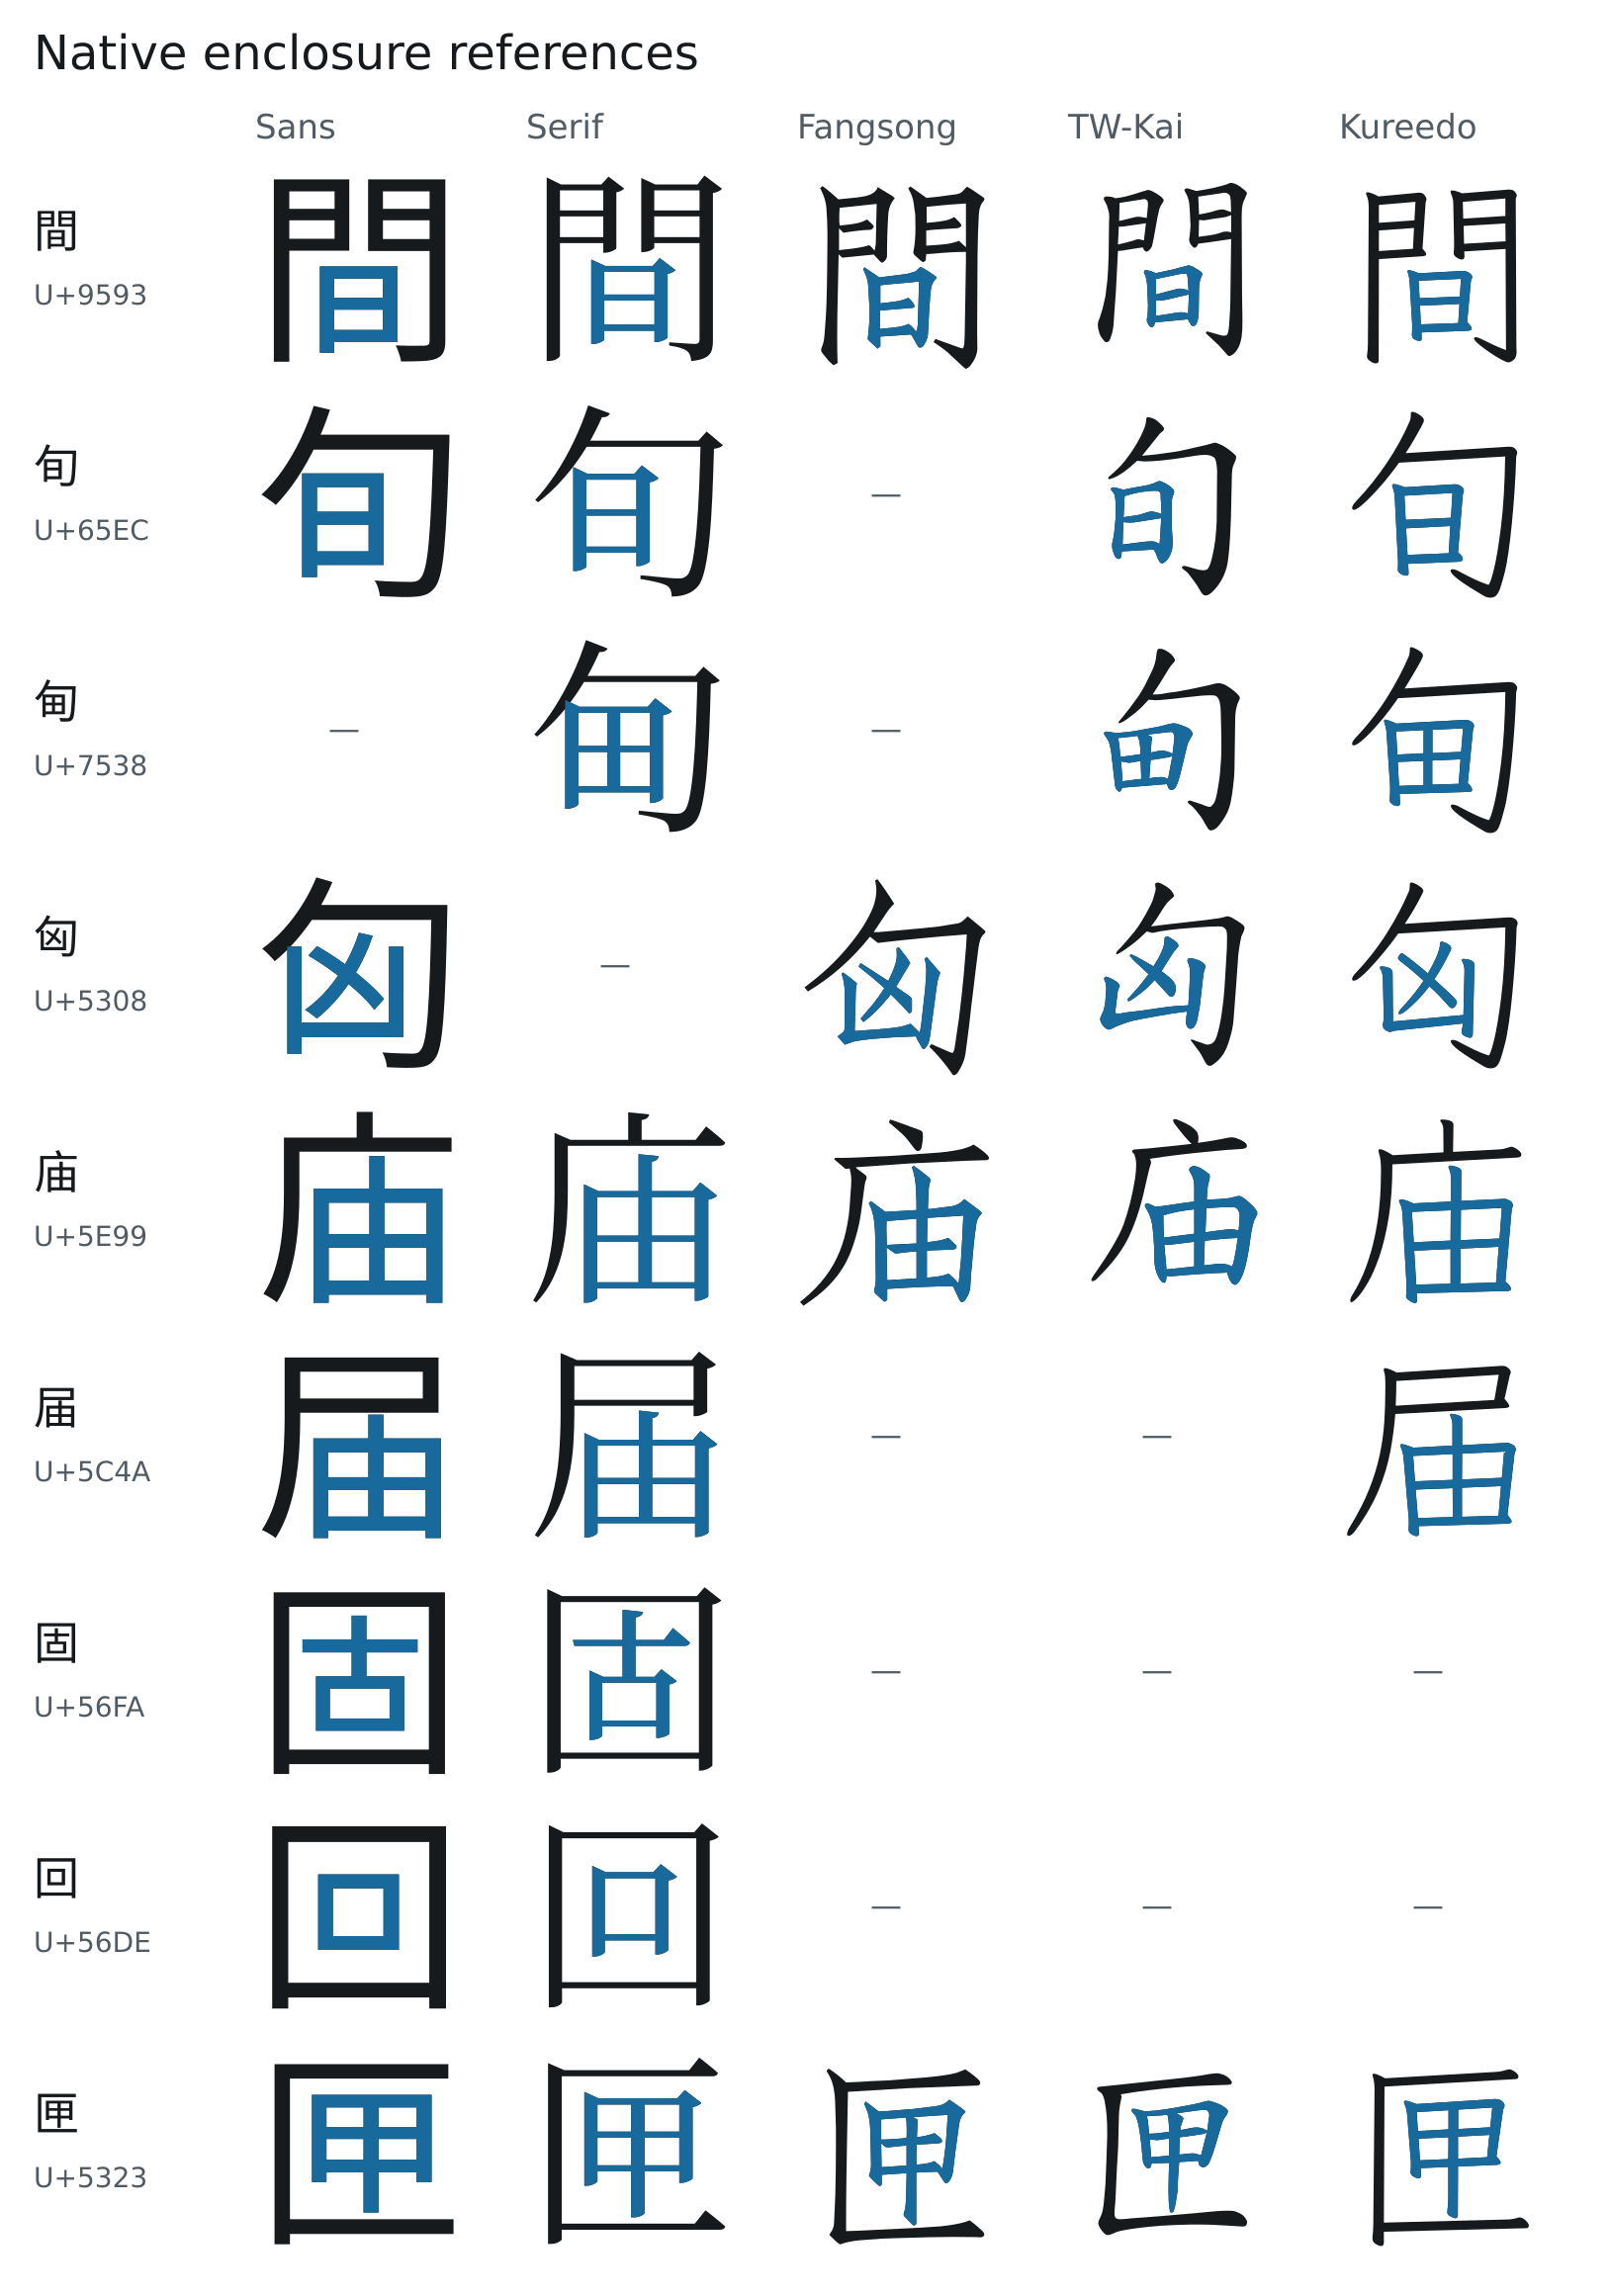 Native enclosure references
Sans Serif Fangsong TW-Kai Kureedo
間 間 間 間 間 間
U+9593
旬 旬 旬 — 旬 旬
U+65EC
甸 — 甸 — 甸 甸
U+7538
匈 匈 — 匈 匈 匈
U+5308
庙 庙 庙 庙 庙 庙
U+5E99
届 届 届 — — 届
U+5C4A
固 固 固 — — —
U+56FA
回 回 回 — — —
U+56DE
匣 匣 匣 匣 匣 匣
U+5323